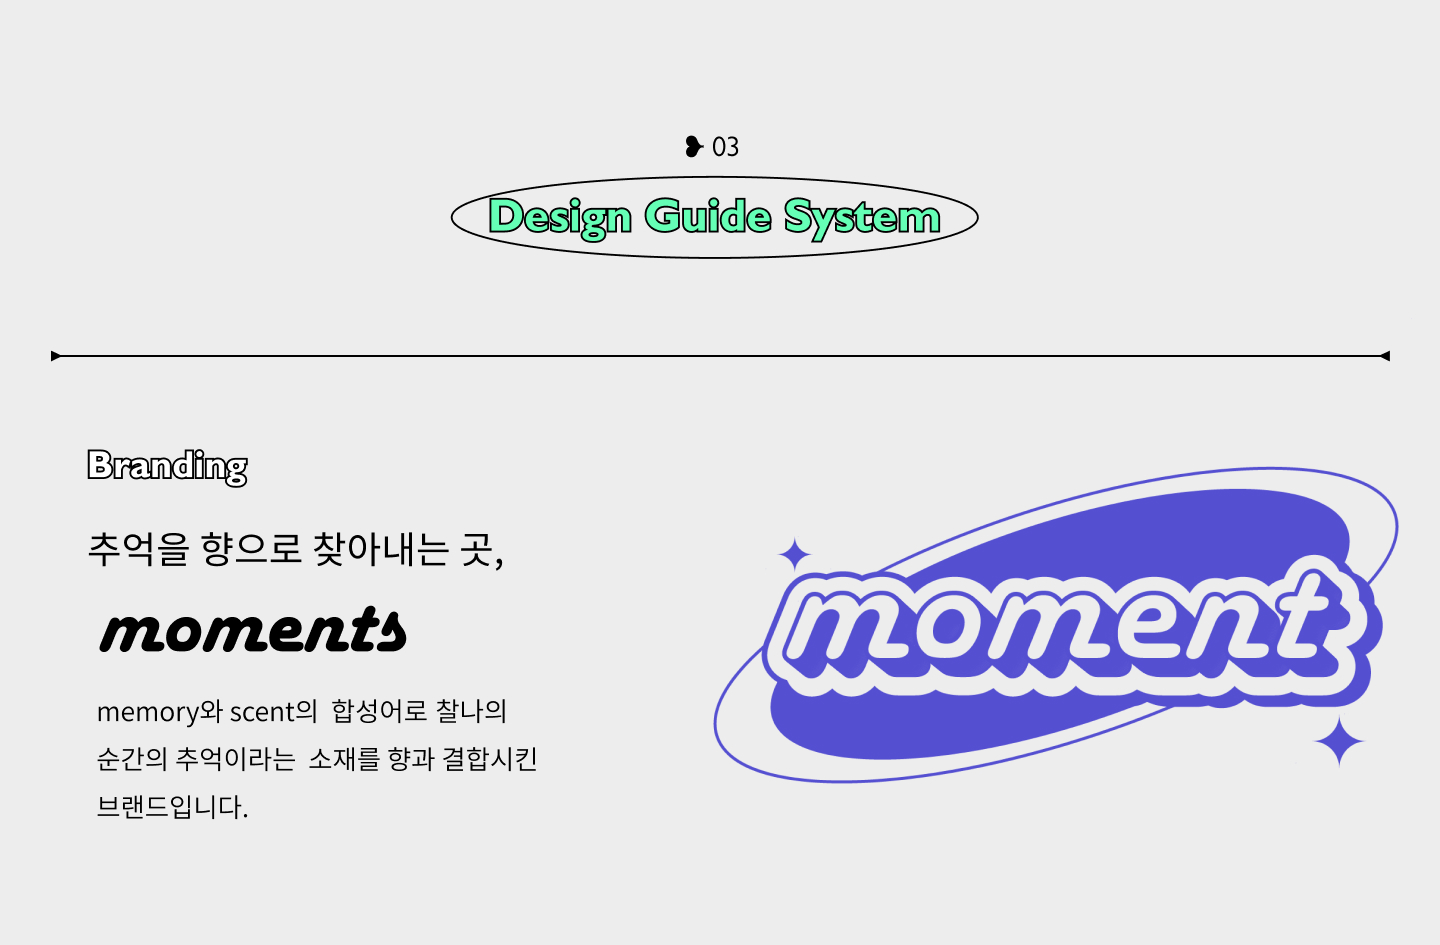 ❥ 03
Design Guide System
Branding
추억을 향으로 찾아내는 곳,
moments
memory와 scent의 합성어로 찰나의
순간의 추억이라는 소재를 향과 결합시킨
브랜드입니다.
moment